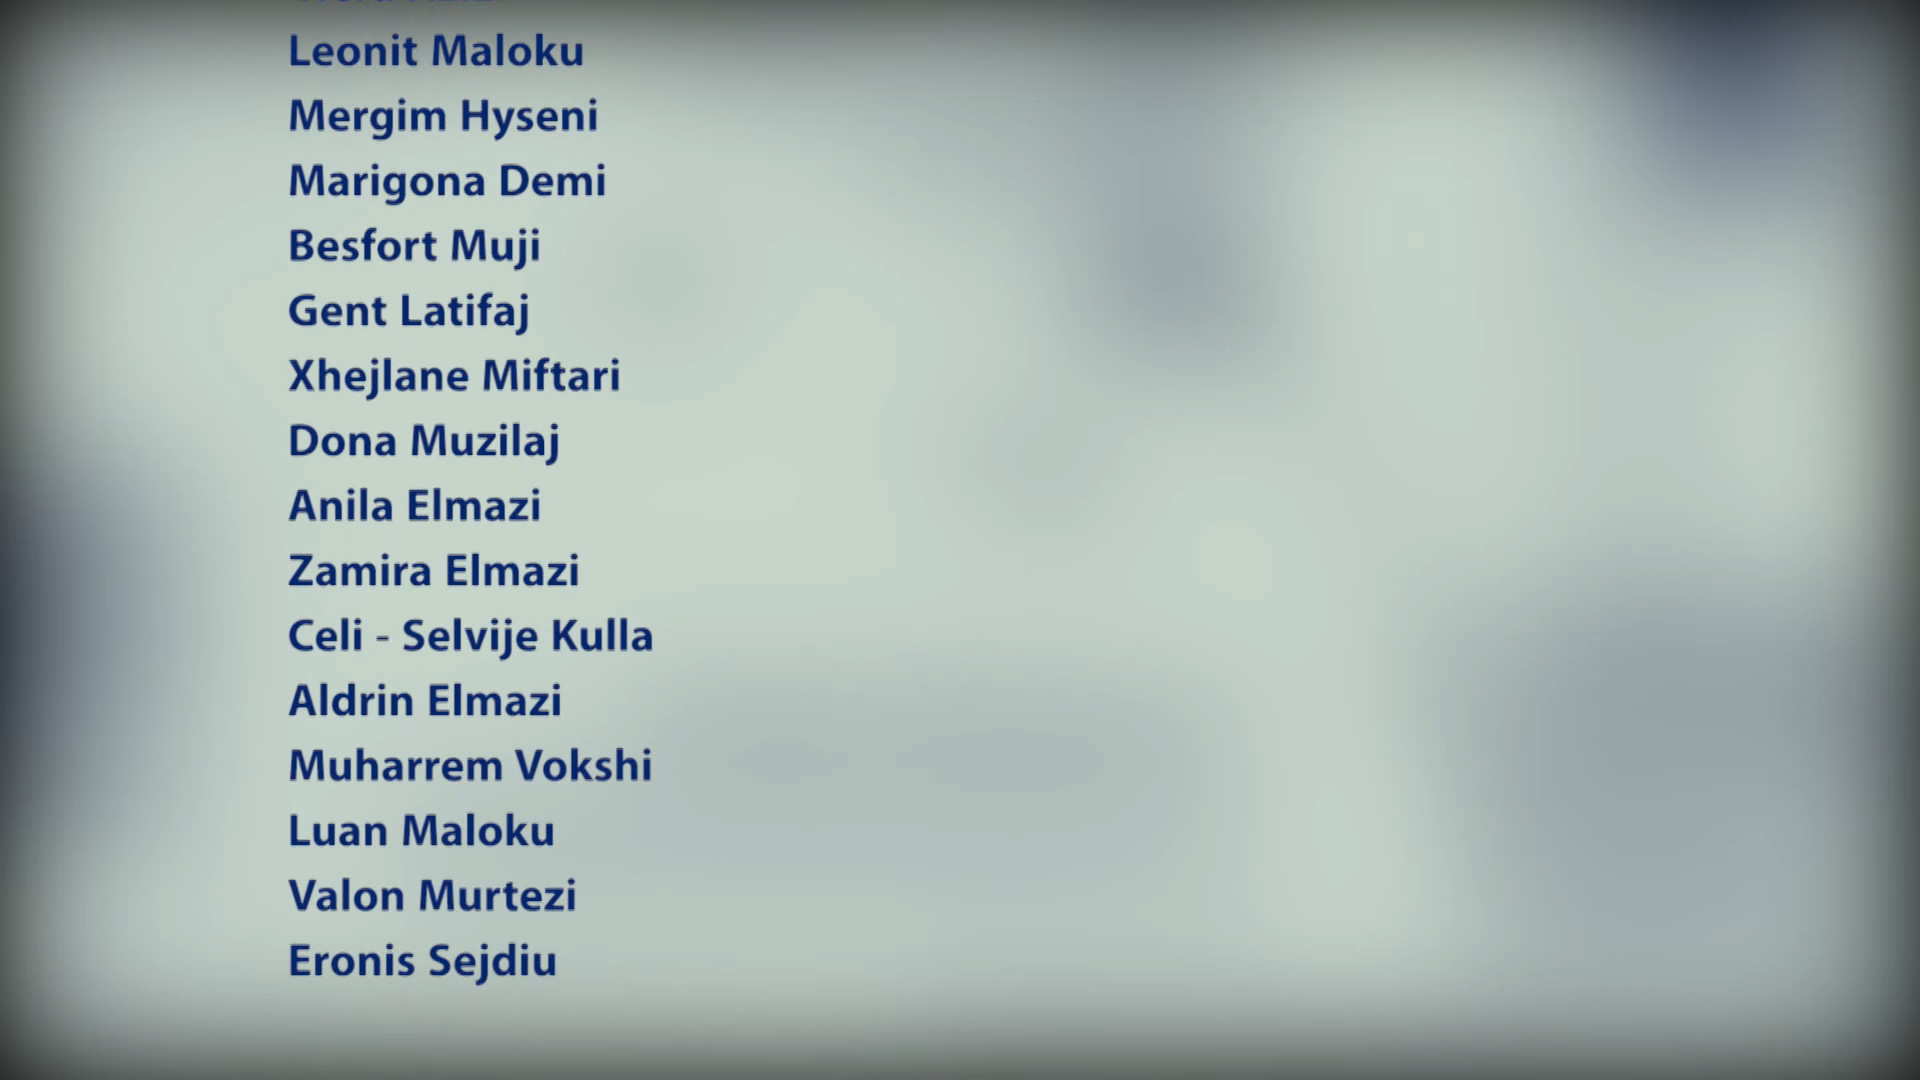 Leonit Maloku
Mergim Hyseni
Marigona Demi
Besfort Muji
Gent Latifaj
Xhejlane Miftari
Dona Muzilaj
Anila Elmazi
Zamira Elmazi
Celi - Selvije Kulla
Aldrin Elmazi
Muharrem Vokshi
Luan Maloku
Valon Murtezi
Eronis Sejdiu